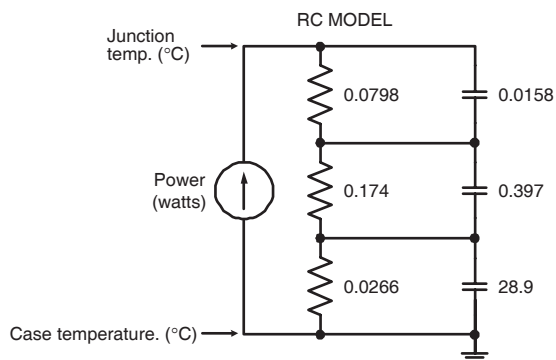 RC MODEL
Junction
temp. (°C)
0.0798
0.0158
Power
(watts)
0.174
0.397
0.0266
28.9
Case temperature. (°C)